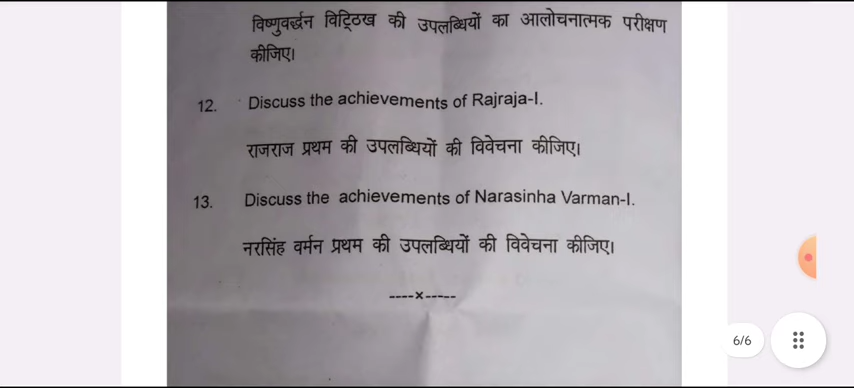 विष्णुवर्द्धन विट्ठिख की उपलब्धियों का आलोचनात्मक परीक्षण
कीजिए।
12. Discuss the achievements of Rajraja-I.
राजराज प्रथम की उपलब्धियों की विवेचना कीजिए।
13. Discuss the achievements of Narasinha Varman-I.
नरसिंह वर्मन प्रथम की उपलब्धियों की विवेचना कीजिए।
----x-----
6/6